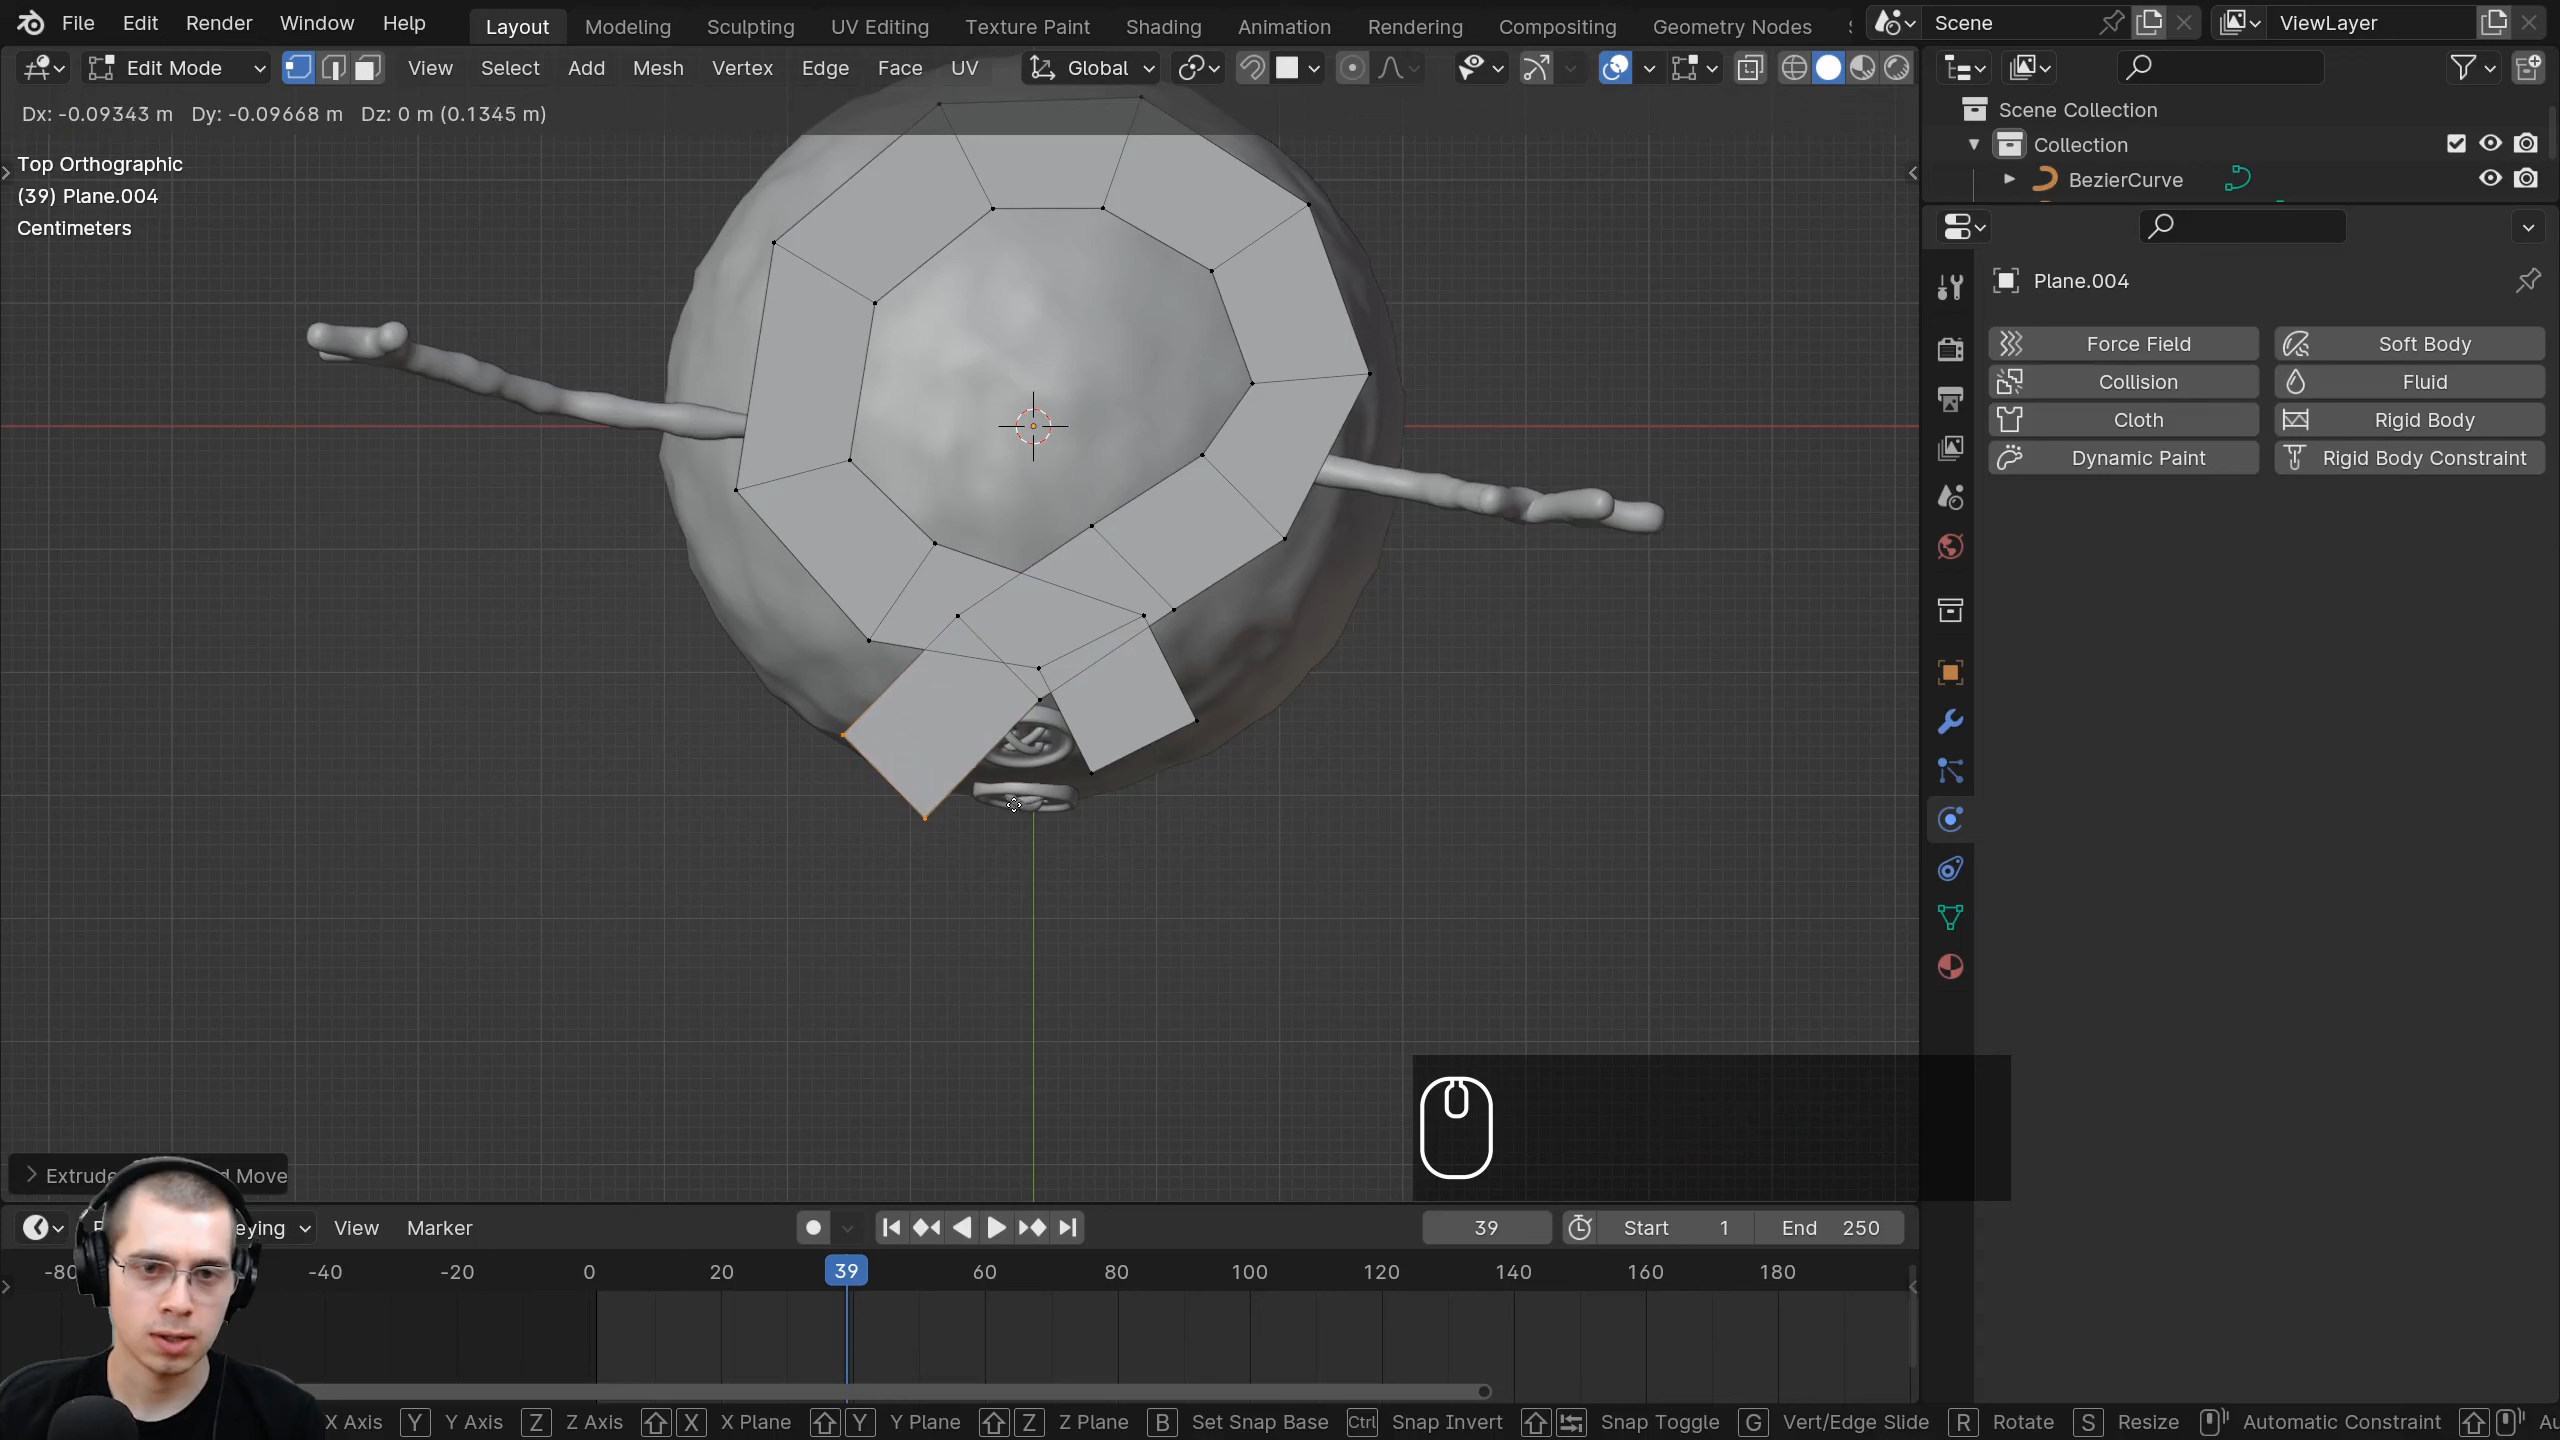 File Edit Render Window Help Layout Modeling Sculpting UV Editing Texture Paint Shading Animation Rendering Compositing Geometry Nodes Scene ViewLayer
Edit Mode View Select Add Mesh Vertex Edge Face UV Global
Dx: -0.09343 m Dy: -0.09668 m Dz: 0 m (0.1345 m)
Top Orthographic
(39) Plane.004
Centimeters
Scene Collection
Collection
BezierCurve
Plane.004
Force Field Soft Body
Collision Fluid
Cloth Rigid Body
Dynamic Paint Rigid Body Constraint
Extrude Move
View Marker 39 Start 1 End 250
-40 -20 0 20 39 60 80 100 120 140 160 180
X Axis Y Y Axis Z Z Axis X X Plane Y Y Plane Z Z Plane B Set Snap Base Ctrl Snap Invert Snap Toggle G Vert/Edge Slide R Rotate S Resize Automatic Constraint